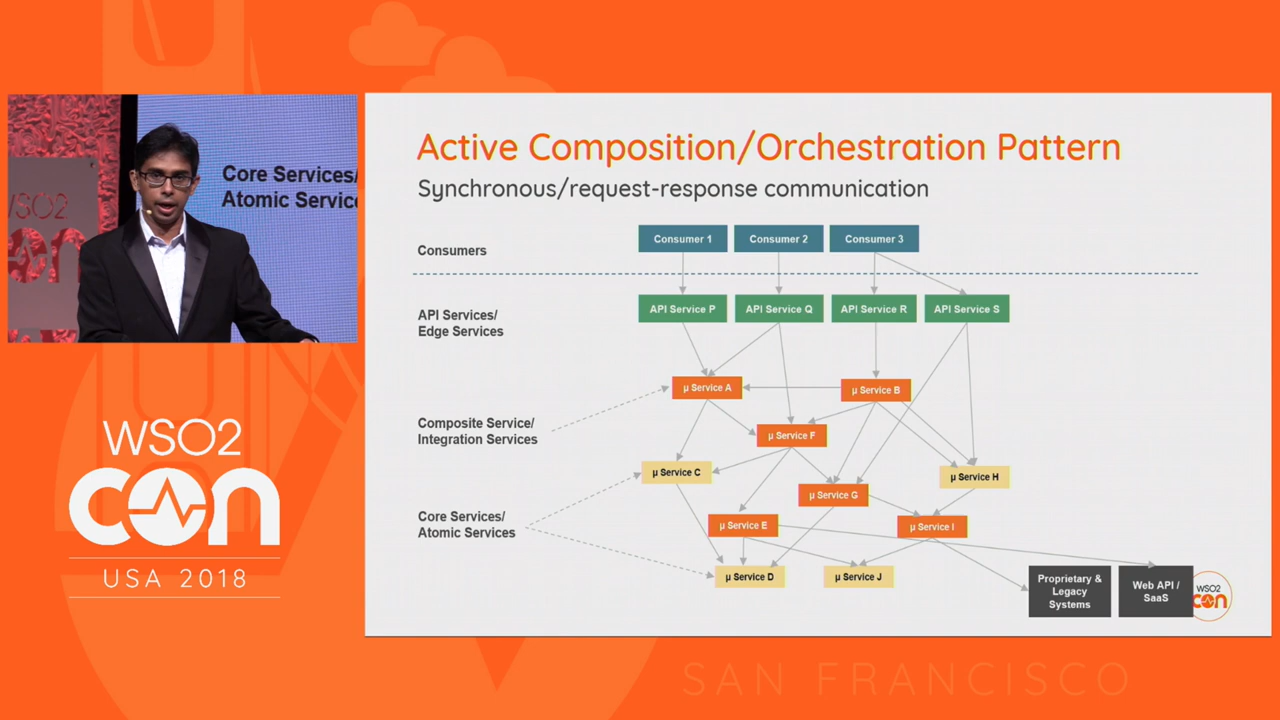 Core Services/
Atomic Service
WSO2
con
WSO2
con
USA 2018
Active Composition/Orchestration Pattern
Synchronous/request-response communication
Consumers
Consumer 1
Consumer 2
Consumer 3
API Services/
Edge Services
API Service P
API Service Q
API Service R
API Service S
µ Service A
µ Service B
Composite Service/
Integration Services
µ Service F
µ Service C
µ Service H
µ Service G
Core Services/
Atomic Services
µ Service E
µ Service I
µ Service D
µ Service J
Proprietary &
Legacy
Systems
Web API /
SaaS
WSO2
con
SAN FRANCISCO